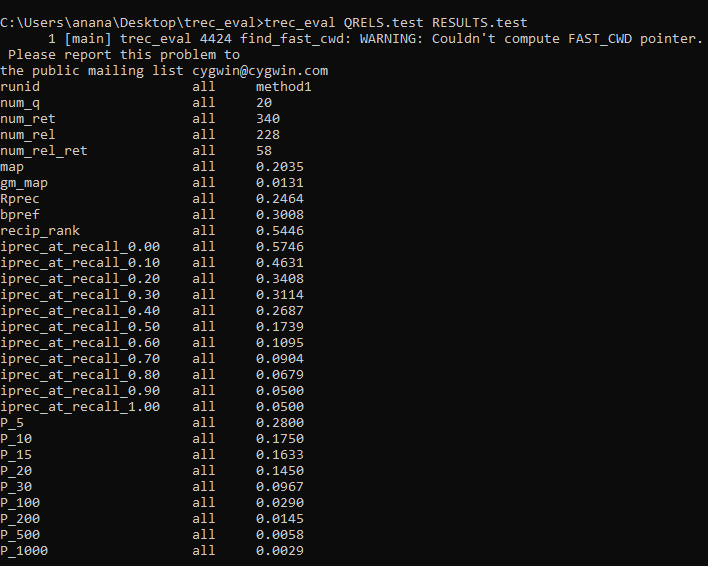 C:\Users\anana\Desktop\trec_eval>trec_eval QRELS.test RESULTS.test
      1 [main] trec_eval 4424 find_fast_cwd: WARNING: Couldn't compute FAST_CWD pointer.
 Please report this problem to
the public mailing list cygwin@cygwin.com
runid                   all     method1
num_q                   all     20
num_ret                 all     340
num_rel                 all     228
num_rel_ret             all     58
map                     all     0.2035
gm_map                  all     0.0131
Rprec                   all     0.2464
bpref                   all     0.3008
recip_rank              all     0.5446
iprec_at_recall_0.00    all     0.5746
iprec_at_recall_0.10    all     0.4631
iprec_at_recall_0.20    all     0.3408
iprec_at_recall_0.30    all     0.3114
iprec_at_recall_0.40    all     0.2687
iprec_at_recall_0.50    all     0.1739
iprec_at_recall_0.60    all     0.1095
iprec_at_recall_0.70    all     0.0904
iprec_at_recall_0.80    all     0.0679
iprec_at_recall_0.90    all     0.0500
iprec_at_recall_1.00    all     0.0500
P_5                     all     0.2800
P_10                    all     0.1750
P_15                    all     0.1633
P_20                    all     0.1450
P_30                    all     0.0967
P_100                   all     0.0290
P_200                   all     0.0145
P_500                   all     0.0058
P_1000                  all     0.0029